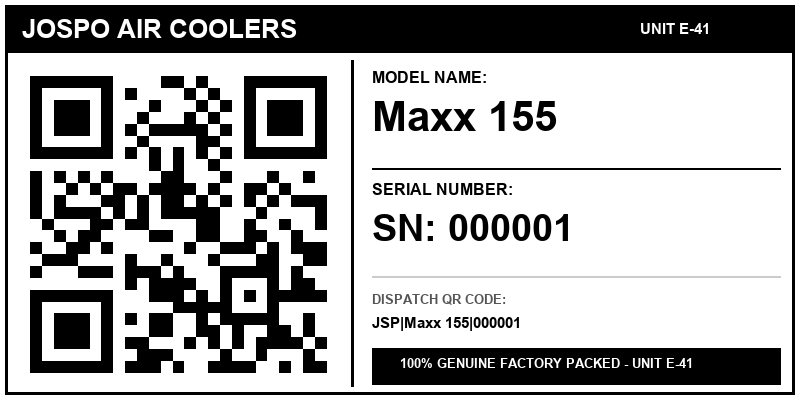 JOSPO AIR COOLERS
UNIT E-41
MODEL NAME:
Maxx 155
SERIAL NUMBER:
SN: 000001
DISPATCH QR CODE:
JSP|Maxx 155|000001
100% GENUINE FACTORY PACKED - UNIT E-41